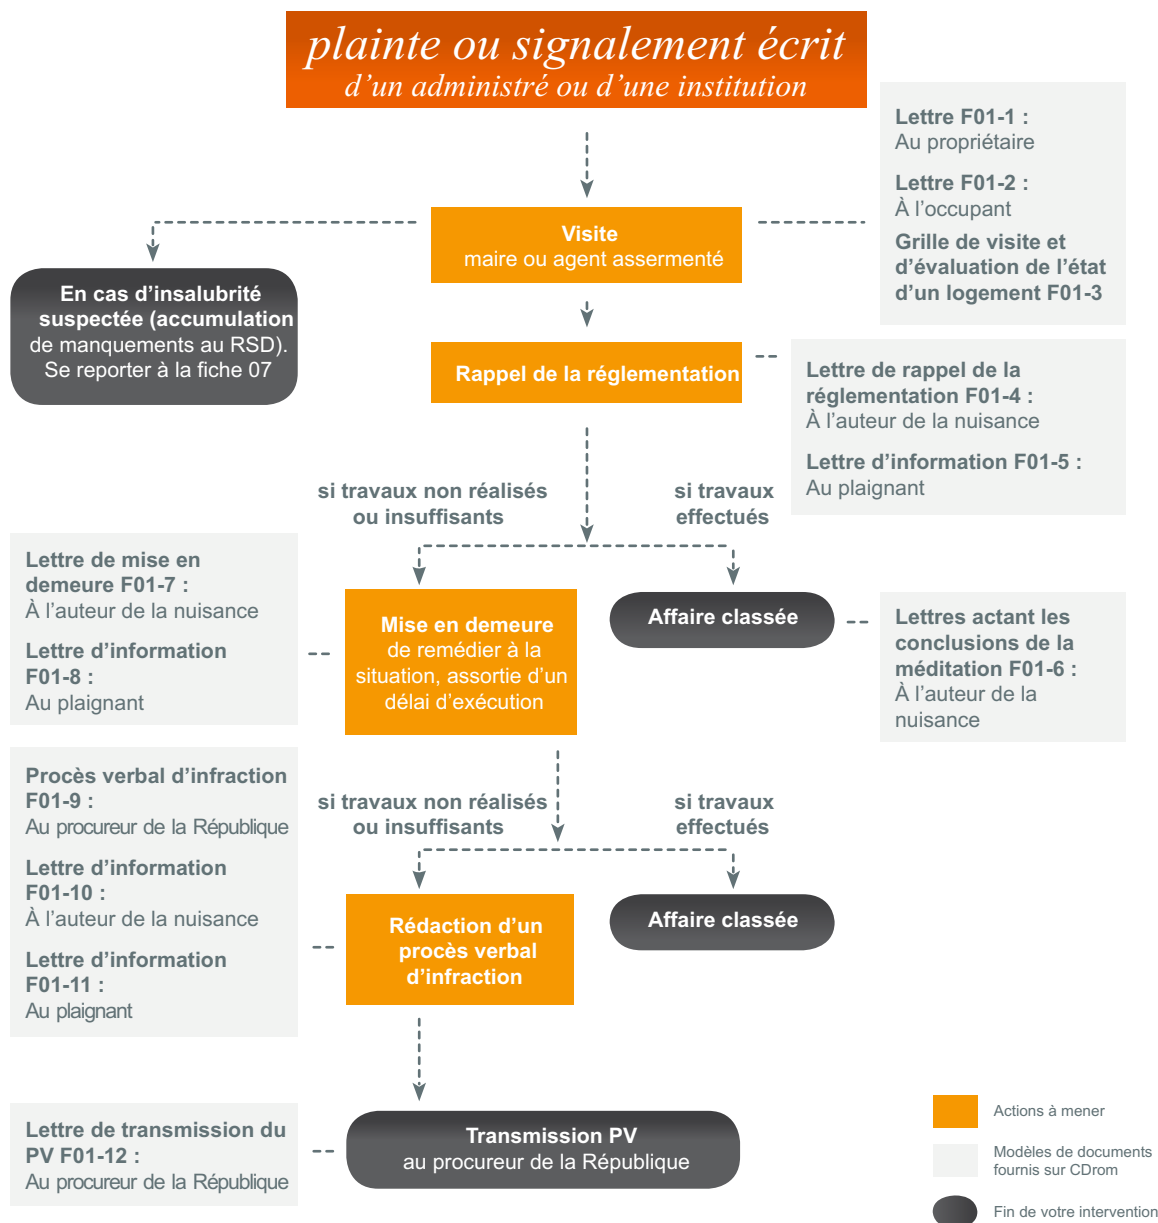 plainte ou signalement écrit
d'un administré ou d'une institution
Lettre F01-1 :
Au propriétaire
Lettre F01-2 :
À l'occupant
Grille de visite et
d'évaluation de l'état
d'un logement F01-3
Visite
maire ou agent assermenté
En cas d'insalubrité
suspectée (accumulation
de manquements au RSD).
Se reporter à la fiche 07
Rappel de la réglementation
Lettre de rappel de la
réglementation F01-4 :
À l'auteur de la nuisance
Lettre d'information F01-5 :
Au plaignant
si travaux non réalisés
ou insuffisants
si travaux
effectués
Lettre de mise en
demeure F01-7 :
À l'auteur de la nuisance
Lettre d'information
F01-8 :
Au plaignant
Mise en demeure
de remédier à la
situation, assortie d'un
délai d'exécution
Affaire classée
Lettres actant les
conclusions de la
méditation F01-6 :
À l'auteur de la
nuisance
Procès verbal d'infraction
F01-9 :
Au procureur de la République
Lettre d'information
F01-10 :
À l'auteur de la nuisance
Lettre d'information
F01-11 :
Au plaignant
si travaux non réalisés
ou insuffisants
si travaux
effectués
Rédaction d'un
procès verbal
d'infraction
Affaire classée
Lettre de transmission du
PV F01-12 :
Au procureur de la République
Transmission PV
au procureur de la République
Actions à mener
Modèles de documents
fournis sur CDrom
Fin de votre intervention